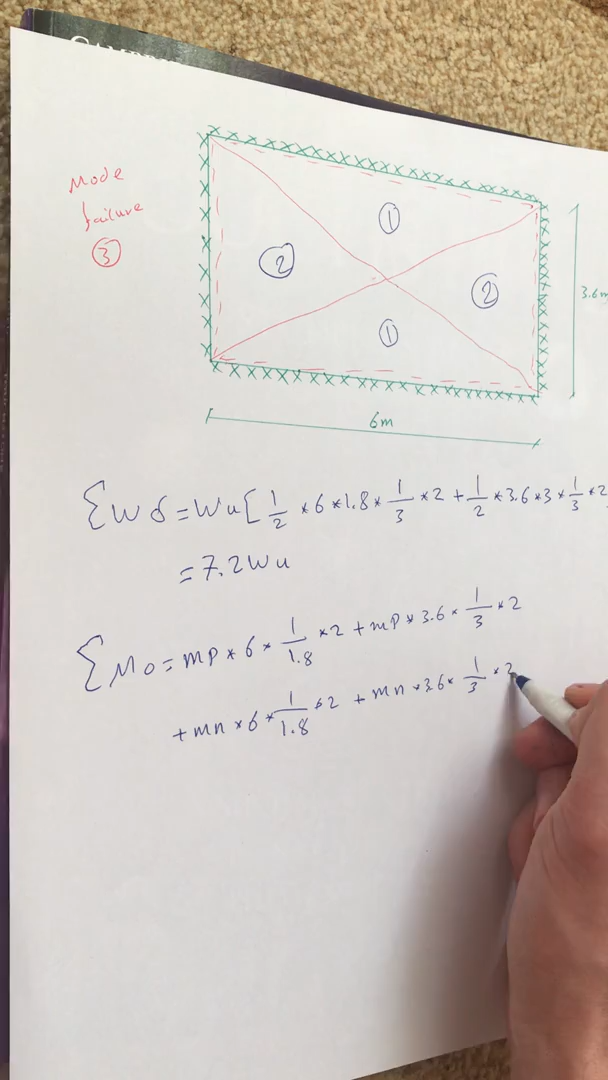 Mode
failure
③
①
②
②
①
3.6m
6m
∑Wδ=Wu[1/2*6*1.8*1/3*2+1/2*3.6*3*1/3*2
=7.2Wu
∑Mθ=mp*6*1/1.8*2+mp*3.6*1/3*2
+mn*6*1/1.8*2+mn*3.6*1/3*2